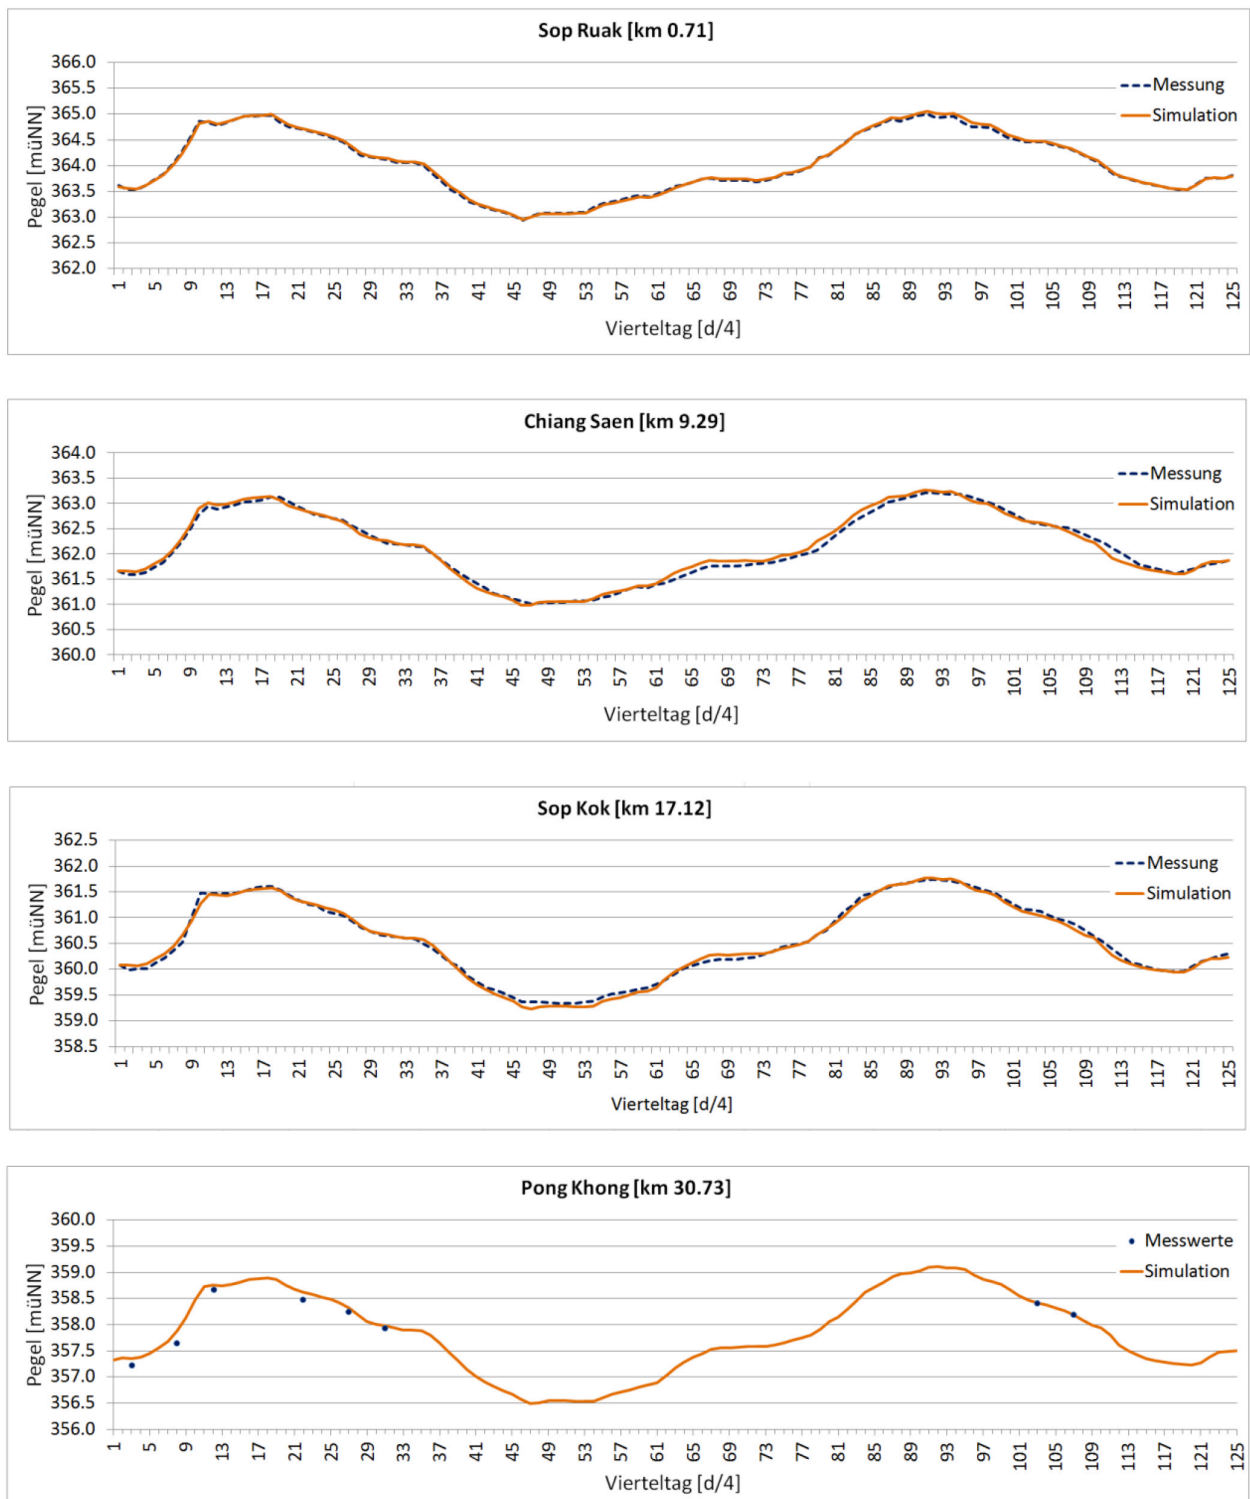 Sop Ruak [km 0.71]
366.0
365.5
365.0
364.5
364.0
363.5
363.0
362.5
362.0
Pegel [müNN]
Messung
Simulation
1 5 9 13 17 21 25 29 33 37 41 45 49 53 57 61 65 69 73 77 81 85 89 93 97 101 105 109 113 117 121 125
Vierteltag [d/4]
Chiang Saen [km 9.29]
364.0
363.5
363.0
362.5
362.0
361.5
361.0
360.5
360.0
Pegel [müNN]
Messung
Simulation
1 5 9 13 17 21 25 29 33 37 41 45 49 53 57 61 65 69 73 77 81 85 89 93 97 101 105 109 113 117 121 125
Vierteltag [d/4]
Sop Kok [km 17.12]
362.5
362.0
361.5
361.0
360.5
360.0
359.5
359.0
358.5
Pegel [müNN]
Messung
Simulation
1 5 9 13 17 21 25 29 33 37 41 45 49 53 57 61 65 69 73 77 81 85 89 93 97 101 105 109 113 117 121 125
Vierteltag [d/4]
Pong Khong [km 30.73]
360.0
359.5
359.0
358.5
358.0
357.5
357.0
356.5
356.0
Pegel [müNN]
Messwerte
Simulation
1 5 9 13 17 21 25 29 33 37 41 45 49 53 57 61 65 69 73 77 81 85 89 93 97 101 105 109 113 117 121 125
Vierteltag [d/4]